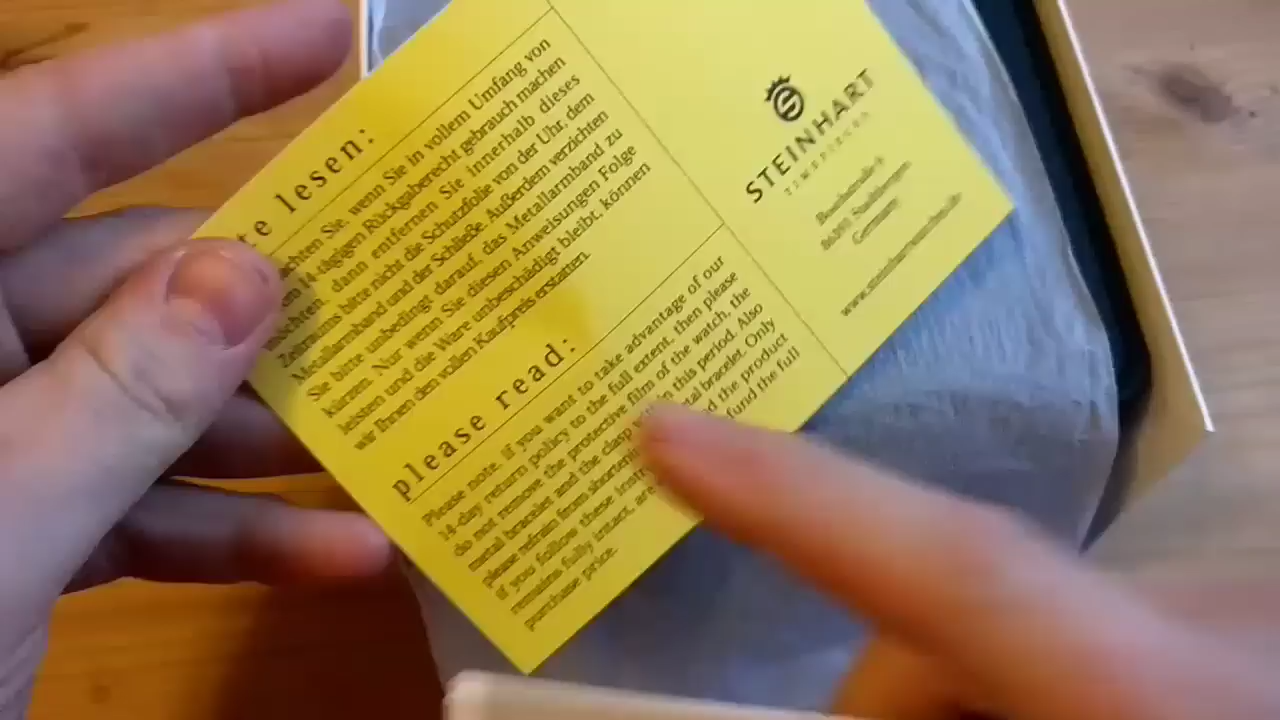 te lesen:
achten Sie, wenn Sie in vollem Umfang von
14-tägigen Rückgaberecht gebrauch machen
möchten, dann entfernen Sie innerhalb dieses
Zeitraums bitte nicht die Schutzfolie von der Uhr, dem
Metallarmband und der Schließe. Außerdem verzichten
Sie bitte unbedingt darauf, das Metallarmband zu
kürzen. Nur wenn Sie diesen Anweisungen Folge
leisten und die Ware unbeschädigt bleibt, können
wir Ihnen den vollen Kaufpreis erstatten.
please read:
Please note, if you want to take advantage of our
14-day return policy to the full extent, then please
do not remove the protective film of the watch, the
metal bracelet and the clasp in this period. Also
please refrain from shortening bracelet. Only
if you follow these the product
remains fully intact, are fund the full
purchase price.
STEINHART
TIMEPIECES
Germany